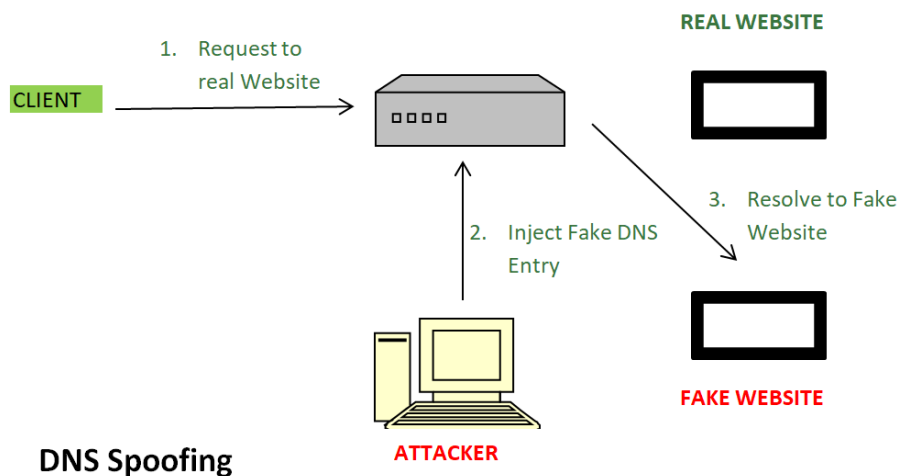 REAL WEBSITE
1. Request to
real Website
CLIENT
3. Resolve to Fake
Website
2. Inject Fake DNS
Entry
FAKE WEBSITE
ATTACKER
DNS Spoofing